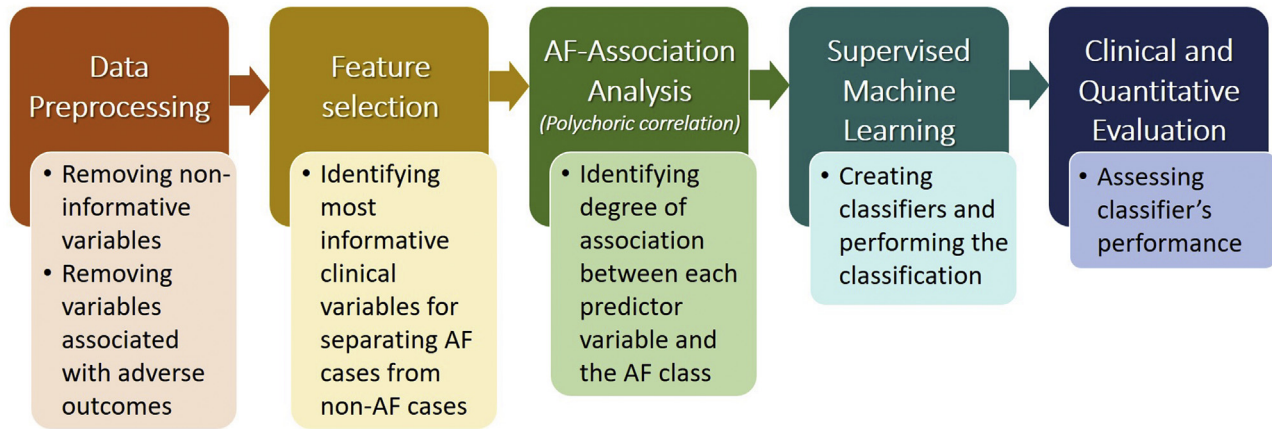 Data
Preprocessing
• Removing non-
informative
variables
• Removing
variables
associated
with adverse
outcomes
Feature
selection
• Identifying
most
informative
clinical
variables for
separating AF
cases from
non-AF cases
AF-Association
Analysis
(Polychoric correlation)
• Identifying
degree of
association
between each
predictor
variable and
the AF class
Supervised
Machine
Learning
• Creating
classifiers and
performing the
classification
Clinical and
Quantitative
Evaluation
• Assessing
classifier’s
performance